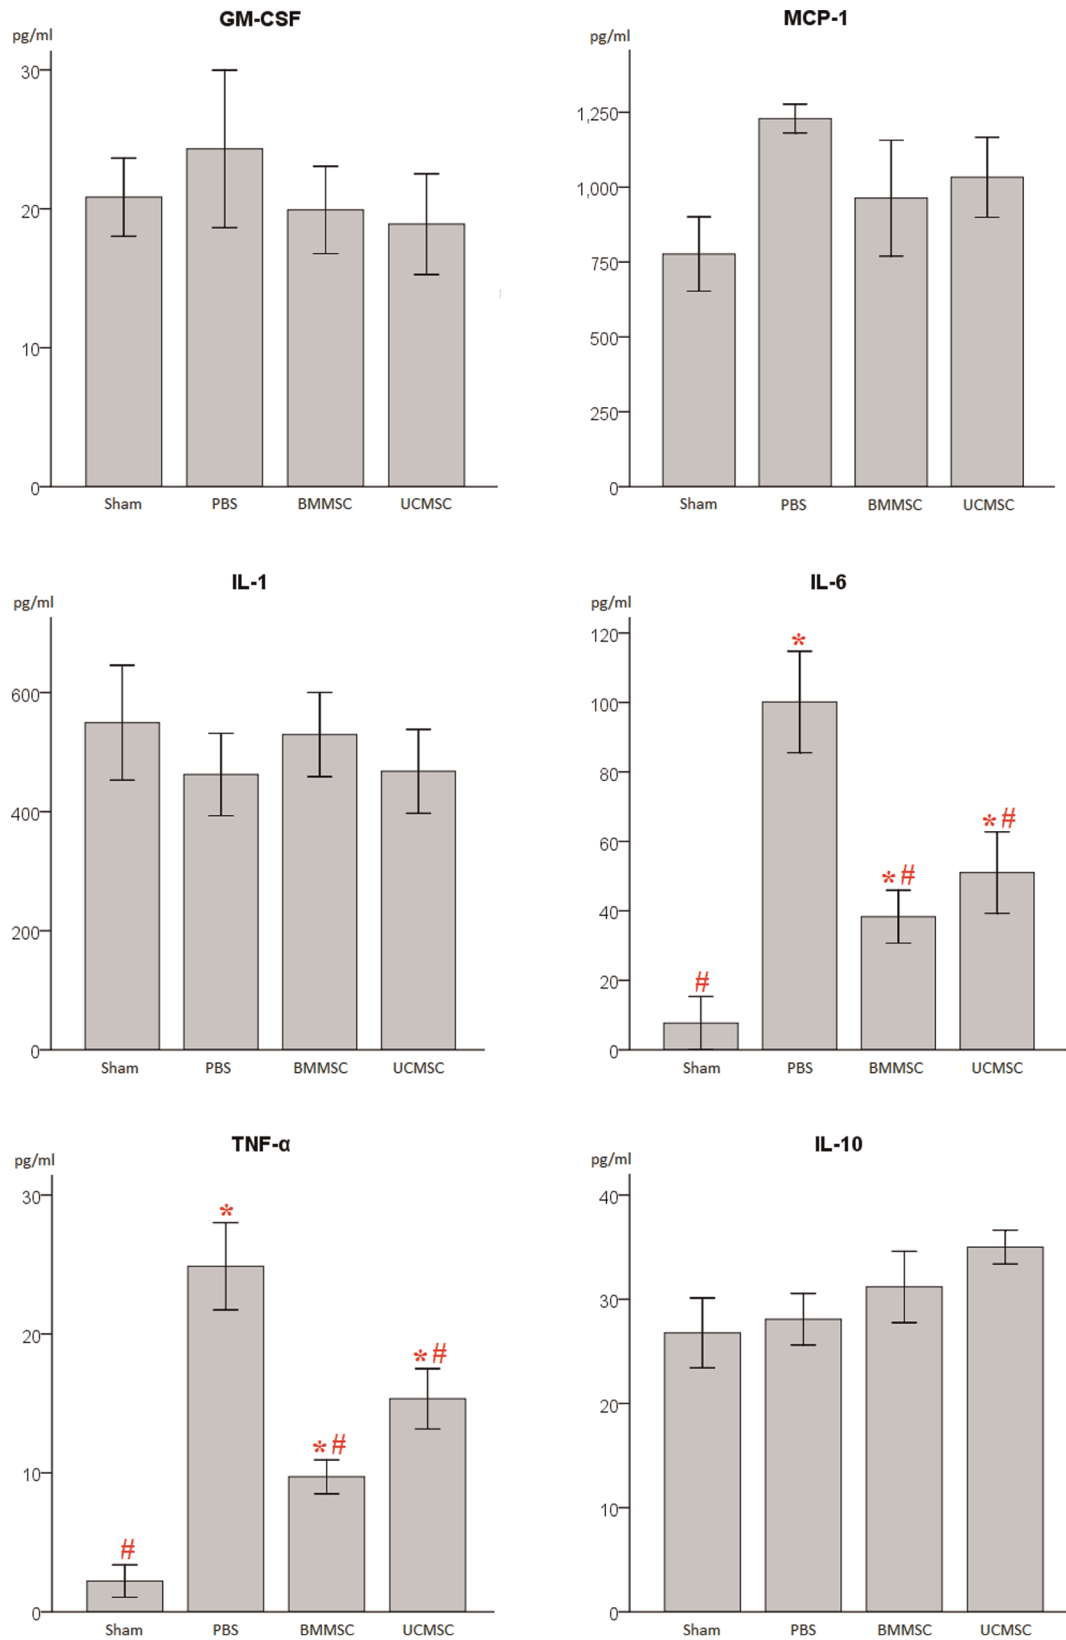 GM-CSF
pg/ml
30
20
10
0
Sham PBS BMMSC UCMSC
MCP-1
pg/ml
1,250
1,000
750
500
250
0
Sham PBS BMMSC UCMSC
IL-1
pg/ml
600
400
200
0
Sham PBS BMMSC UCMSC
IL-6
pg/ml
120
100
80
60
40
20
0
#
*
*#
*#
Sham PBS BMMSC UCMSC
TNF-α
pg/ml
30
20
10
0
#
*
*#
*#
Sham PBS BMMSC UCMSC
IL-10
pg/ml
40
30
20
10
0
Sham PBS BMMSC UCMSC